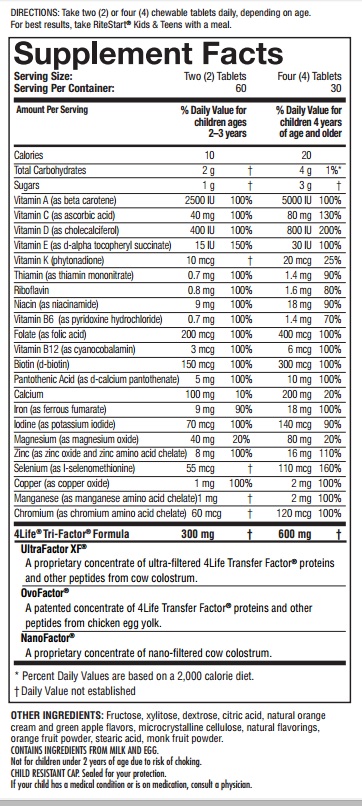 DIRECTIONS: Take two (2) or four (4) chewable tablets daily, depending on age.
For best results, take RiteStart® Kids & Teens with a meal.
Supplement Facts
Serving Size: Two (2) Tablets Four (4) Tablets
Serving Per Container: 60 30
Amount Per Serving % Daily Value for % Daily Value for
children ages children 4 years
2–3 years of age and older
Calories 10 20
Total Carbohydrates 2 g † 4 g 1%*
Sugars 1 g † 3 g †
Vitamin A (as beta carotene) 2500 IU 100% 5000 IU 100%
Vitamin C (as ascorbic acid) 40 mg 100% 80 mg 130%
Vitamin D (as cholecalciferol) 400 IU 100% 800 IU 200%
Vitamin E (as d-alpha tocopheryl succinate) 15 IU 150% 30 IU 100%
Vitamin K (phytonadione) 10 mcg † 20 mcg 25%
Thiamin (as thiamin mononitrate) 0.7 mg 100% 1.4 mg 90%
Riboflavin 0.8 mg 100% 1.6 mg 80%
Niacin (as niacinamide) 9 mg 100% 18 mg 90%
Vitamin B6 (as pyridoxine hydrochloride) 0.7 mg 100% 1.4 mg 70%
Folate (as folic acid) 200 mcg 100% 400 mcg 100%
Vitamin B12 (as cyanocobalamin) 3 mcg 100% 6 mcg 100%
Biotin (d-biotin) 150 mcg 100% 300 mcg 100%
Pantothenic Acid (as d-calcium pantothenate) 5 mg 100% 10 mg 100%
Calcium 100 mg 10% 200 mg 20%
Iron (as ferrous fumarate) 9 mg 90% 18 mg 100%
Iodine (as potassium iodide) 70 mcg 100% 140 mcg 90%
Magnesium (as magnesium oxide) 40 mg 20% 80 mg 20%
Zinc (as zinc oxide and zinc amino acid chelate) 8 mg 100% 16 mg 110%
Selenium (as l-selenomethionine) 55 mcg † 110 mcg 160%
Copper (as copper oxide) 1 mg 100% 2 mg 100%
Manganese (as manganese amino acid chelate)1 mg † 2 mg 100%
Chromium (as chromium amino acid chelate) 60 mcg † 120 mcg 100%
4Life® Tri-Factor® Formula 300 mg † 600 mg †
UltraFactor XF®
A proprietary concentrate of ultra-filtered 4Life Transfer Factor® proteins
and other peptides from cow colostrum.
OvoFactor®
A patented concentrate of 4Life Transfer Factor® proteins and other
peptides from chicken egg yolk.
NanoFactor®
A proprietary concentrate of nano-filtered cow colostrum.
* Percent Daily Values are based on a 2,000 calorie diet.
† Daily Value not established
OTHER INGREDIENTS: Fructose, xylitose, dextrose, citric acid, natural orange
cream and green apple flavors, microcrystalline cellulose, natural flavorings,
orange fruit powder, stearic acid, monk fruit powder.
CONTAINS INGREDIENTS FROM MILK AND EGG.
Not for children under 2 years of age due to risk of choking.
CHILD RESISTANT CAP. Sealed for your protection.
If your child has a medical condition or is on medication, consult a physician.